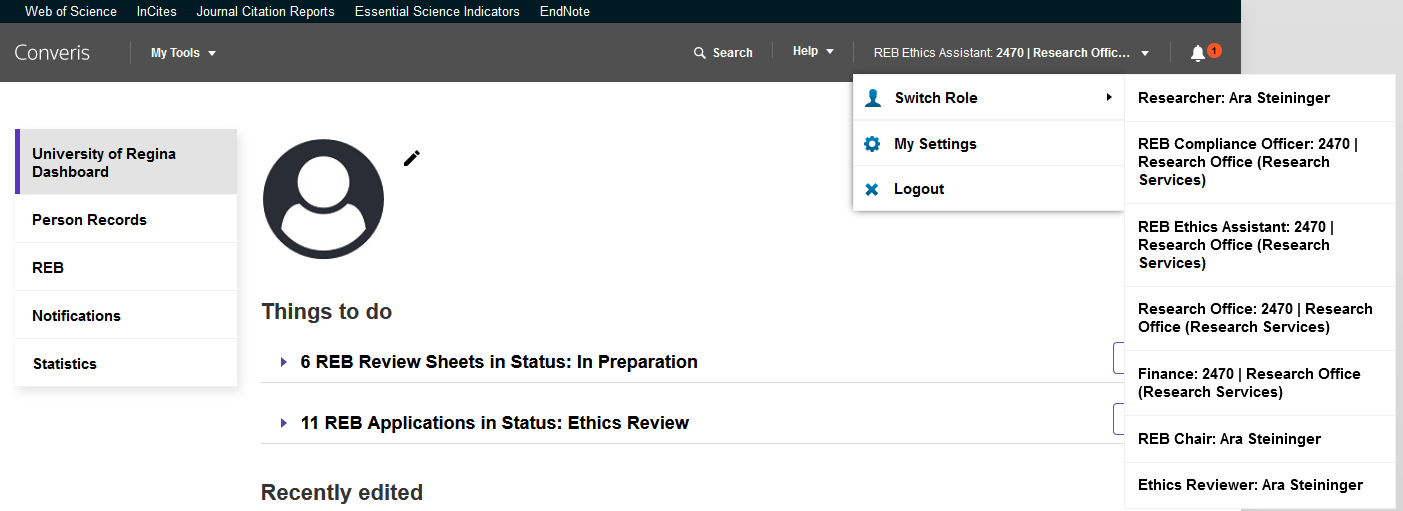 Web of Science InCites Journal Citation Reports Essential Science Indicators EndNote
Converis My Tools Search Help REB Ethics Assistant: 2470 | Research Offic... 1
Switch Role
My Settings
Logout
Researcher: Ara Steininger
REB Compliance Officer: 2470 |
Research Office (Research
Services)
REB Ethics Assistant: 2470 |
Research Office (Research
Services)
Research Office: 2470 | Research
Office (Research Services)
Finance: 2470 | Research Office
(Research Services)
REB Chair: Ara Steininger
Ethics Reviewer: Ara Steininger
University of Regina
Dashboard
Person Records
REB
Notifications
Statistics
Things to do
6 REB Review Sheets in Status: In Preparation
11 REB Applications in Status: Ethics Review
Recently edited